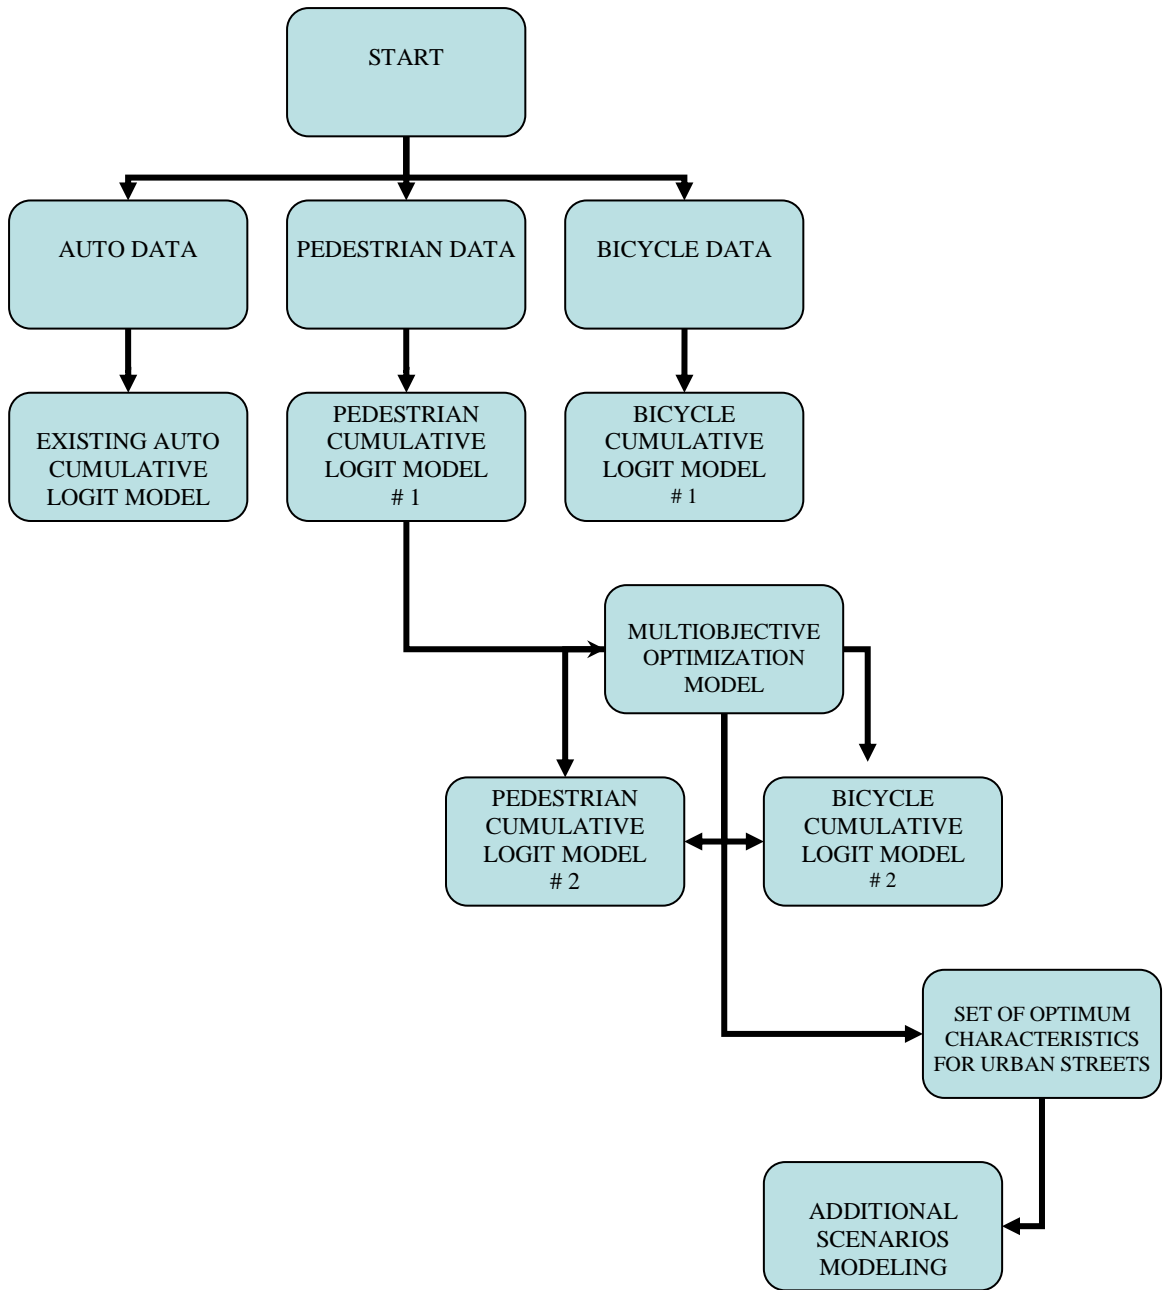 START
AUTO DATA
PEDESTRIAN DATA
BICYCLE DATA
EXISTING AUTO
CUMULATIVE
LOGIT MODEL
PEDESTRIAN
CUMULATIVE
LOGIT MODEL
# 1
BICYCLE
CUMULATIVE
LOGIT MODEL
# 1
MULTIOBJECTIVE
OPTIMIZATION
MODEL
PEDESTRIAN
CUMULATIVE
LOGIT MODEL
# 2
BICYCLE
CUMULATIVE
LOGIT MODEL
# 2
SET OF OPTIMUM
CHARACTERISTICS
FOR URBAN STREETS
ADDITIONAL
SCENARIOS
MODELING